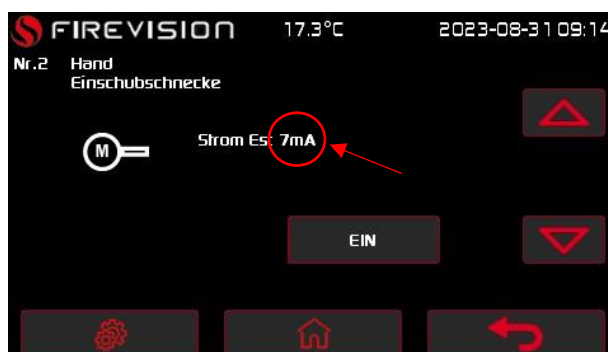 FIREVISION 17.3°C 2023-08-31 09:14
Nr.2 Hand
Einschubschnecke
M
Strom Es: 7mA
EIN